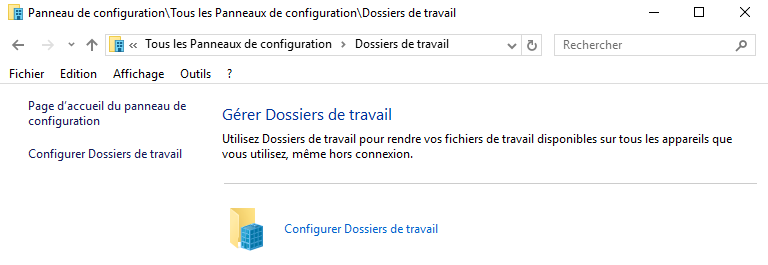 Panneau de configuration\Tous les Panneaux de configuration\Dossiers de travail
« Tous les Panneaux de configuration > Dossiers de travail
Rechercher
Fichier Edition Affichage Outils ?
Page d'accueil du panneau de
configuration
Configurer Dossiers de travail
Gérer Dossiers de travail
Utilisez Dossiers de travail pour rendre vos fichiers de travail disponibles sur tous les appareils que
vous utilisez, même hors connexion.
Configurer Dossiers de travail